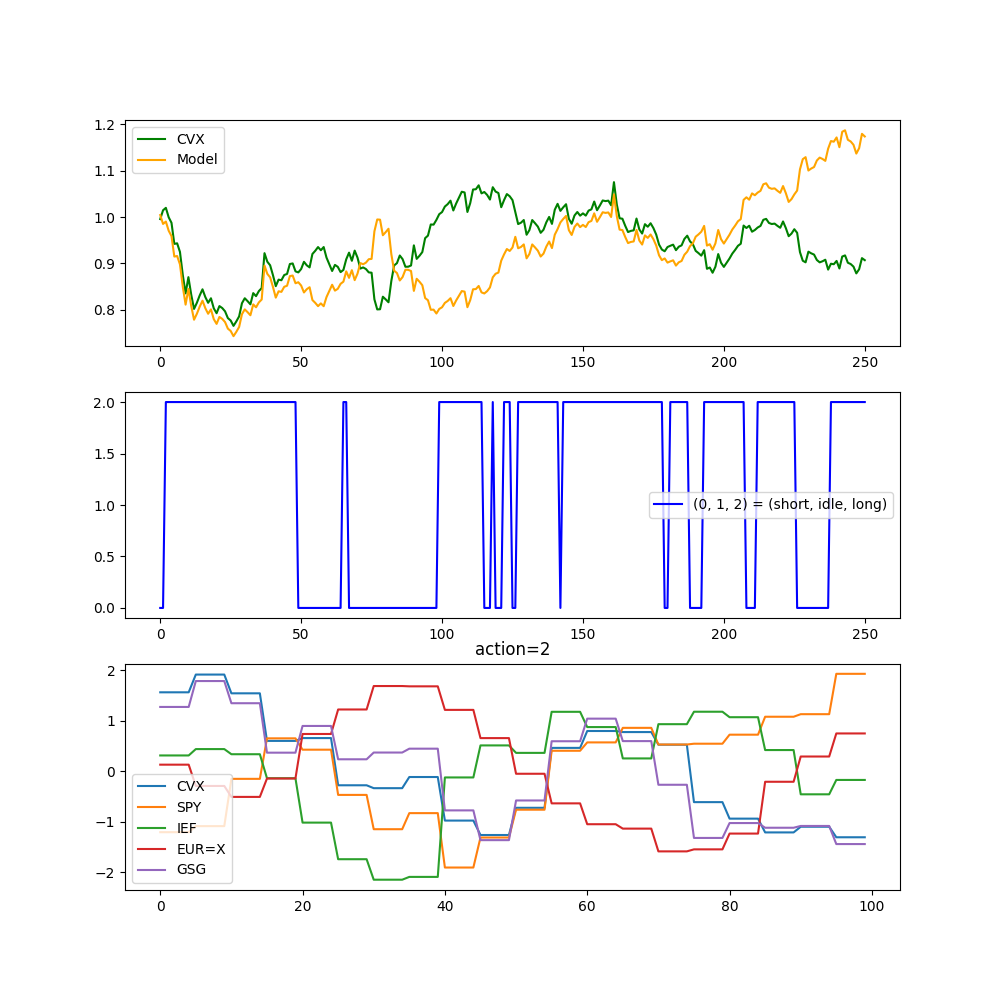 1.2
1.1
1.0
0.9
0.8
CVX
Model
0 50 100 150 200 250
2.0
1.5
1.0
0.5
0.0
(0, 1, 2) = (short, idle, long)
0 50 100 150 200 250
action=2
2
1
0
−1
−2
CVX
SPY
IEF
EUR=X
GSG
0 20 40 60 80 100